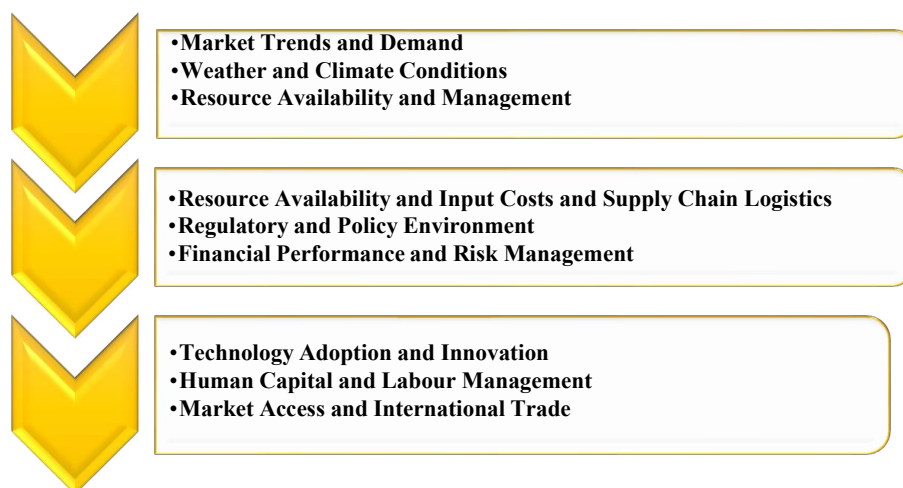 •Market Trends and Demand
•Weather and Climate Conditions
•Resource Availability and Management
•Resource Availability and Input Costs and Supply Chain Logistics
•Regulatory and Policy Environment
•Financial Performance and Risk Management
•Technology Adoption and Innovation
•Human Capital and Labour Management
•Market Access and International Trade